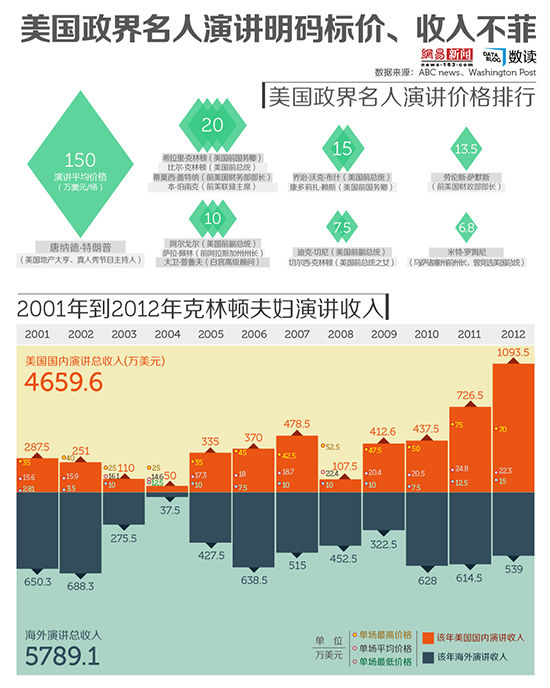 美国政界名人演讲明码标价、收入不菲
網易新闻
news·163.com
DATA BLOG 数读
数据来源：ABC news、Washington Post
美国政界名人演讲价格排行
150
演讲平均价格
（万美元/场）
唐纳德·特朗普
（美国地产大亨、真人秀节目主持人）
20
希拉里·克林顿（美国前国务卿）
比尔·克林顿（美国前总统）
蒂莫西·盖特纳（前美国财务部部长）
本·伯南克（前美联储主席）
15
乔治·沃克·布什（美国前总统）
康多莉扎·赖斯（美国前国务卿）
13.5
劳伦斯·萨默斯
（前美国财政部部长）
10
阿尔戈尔（美国前副总统）
萨拉·佩林（前阿拉斯加州州长）
大卫·普鲁夫（白宫高级顾问）
7.5
迪克·切尼（美国前副总统）
切尔西·克林顿（美国前总统之女）
6.8
米特·罗姆尼
（马萨诸塞州前州长，曾竞选美国总统）
2001年到2012年克林顿夫妇演讲收入
2001 2002 2003 2004 2005 2006 2007 2008 2009 2010 2011 2012
美国国内演讲总收入(万美元)
4659.6
287.5 251 110 50 335 370 478.5 107.5 412.6 437.5 726.5 1093.5
35 40 25 25 35 45 42.5 52.5 47.5 50 75 70
15.6 15.9 16.1 14.6 17.3 18 18.7 22.4 20.4 20.5 24.8 22.3
2.81 3.5 10 12.5 10 7.5 10 10 10 7.5 12.5 15
650.3 688.3 275.5 37.5 427.5 638.5 515 452.5 322.5 628 614.5 539
海外演讲总收入
5789.1
单 位
万美元
单场最高价格
单场平均价格
单场最低价格
该年美国国内演讲收入
该年海外演讲收入